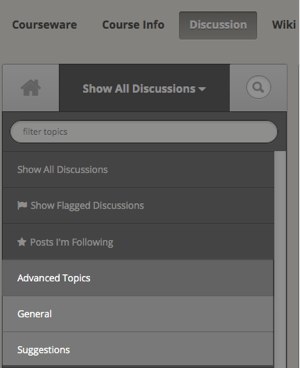 Courseware Course Info Discussion Wiki
Show All Discussions
filter topics
Show All Discussions
Show Flagged Discussions
Posts I'm Following
Advanced Topics
General
Suggestions